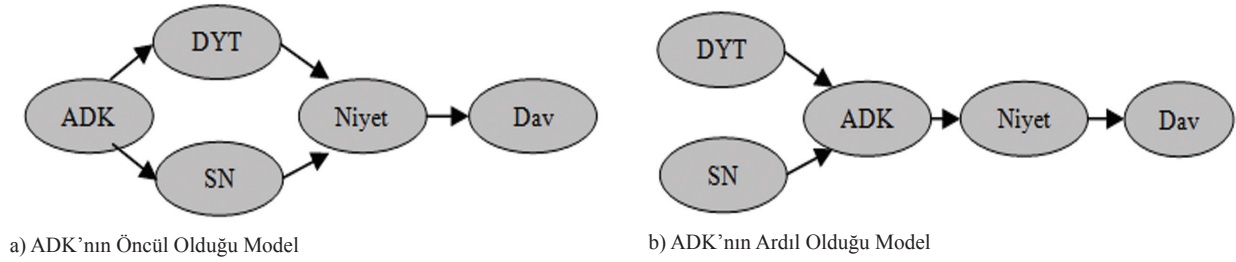 DYT
ADK
Niyet
Dav
SN
a) ADK’nın Öncül Olduğu Model
DYT
ADK
Niyet
Dav
SN
b) ADK’nın Ardıl Olduğu Model